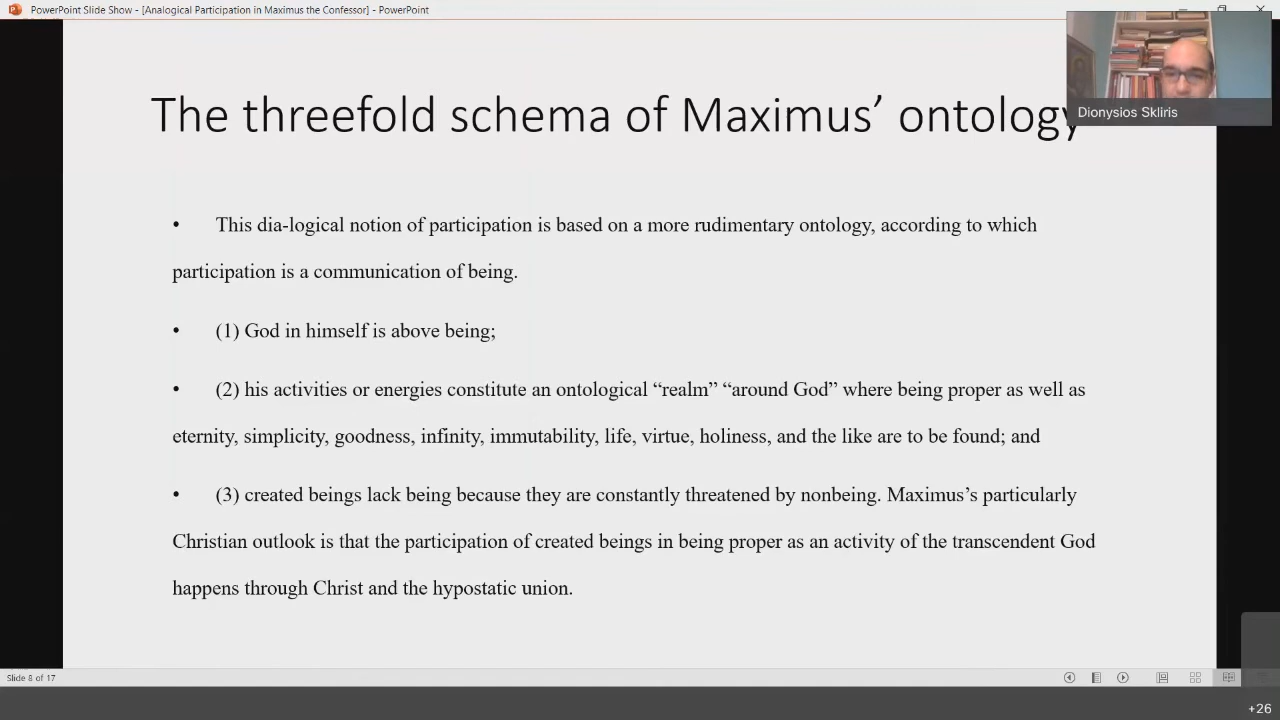 PowerPoint Slide Show - [Analogical Participation in Maximus the Confessor] - PowerPoint
Dionysios Skliris
The threefold schema of Maximus’ ontology
• This dia-logical notion of participation is based on a more rudimentary ontology, according to which
participation is a communication of being.
• (1) God in himself is above being;
• (2) his activities or energies constitute an ontological “realm” “around God” where being proper as well as
eternity, simplicity, goodness, infinity, immutability, life, virtue, holiness, and the like are to be found; and
• (3) created beings lack being because they are constantly threatened by nonbeing. Maximus’s particularly
Christian outlook is that the participation of created beings in being proper as an activity of the transcendent God
happens through Christ and the hypostatic union.
Slide 8 of 17
+26